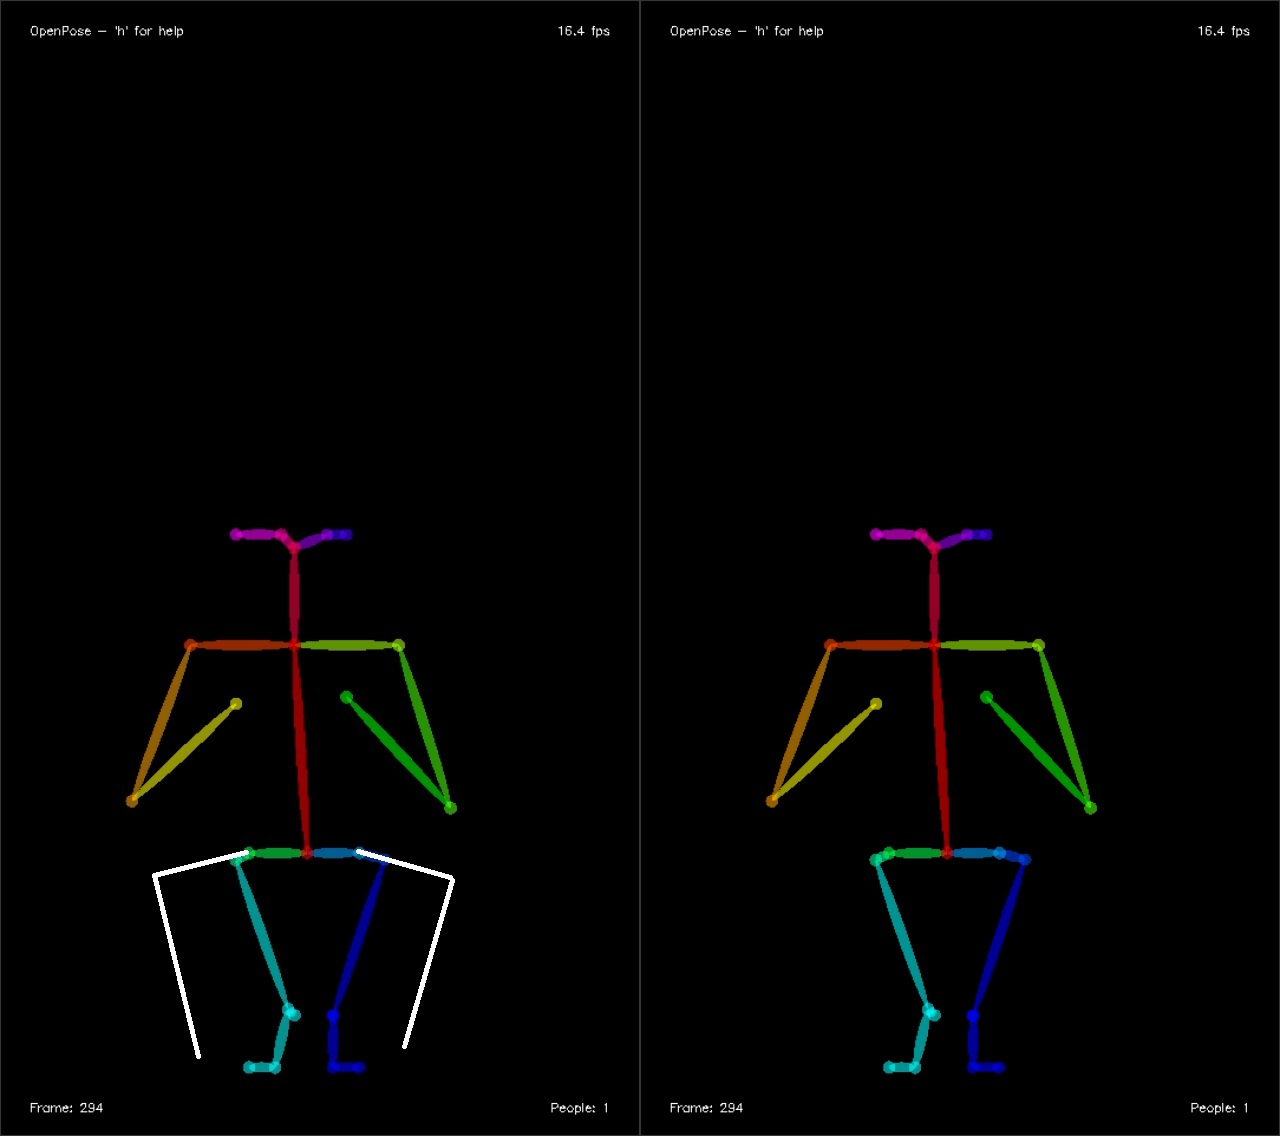 OpenPose - 'h' for help
16.4 fps
OpenPose - 'h' for help
16.4 fps
Frame: 294
People: 1
Frame: 294
People: 1